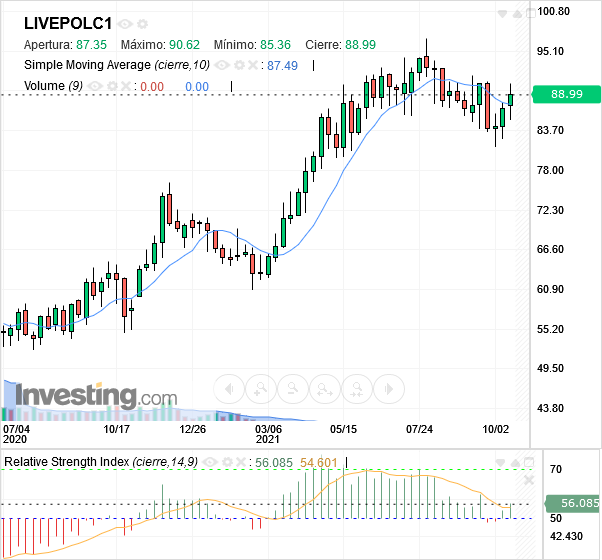 LIVEPOLC1
Apertura: 87.35 Máximo: 90.62 Mínimo: 85.36 Cierre: 88.99
Simple Moving Average (cierre,10) : 87.49
Volume (9) : 0.00 0.00
100.80
95.10
88.99
83.70
78.00
72.30
66.60
60.90
55.20
49.50
43.80
Investing.com
07/04 10/17 12/26 03/06 05/15 07/24 10/02
2020 2021
Relative Strength Index (cierre,14,9) : 56.085 54.601
70
56.085
50
42.430